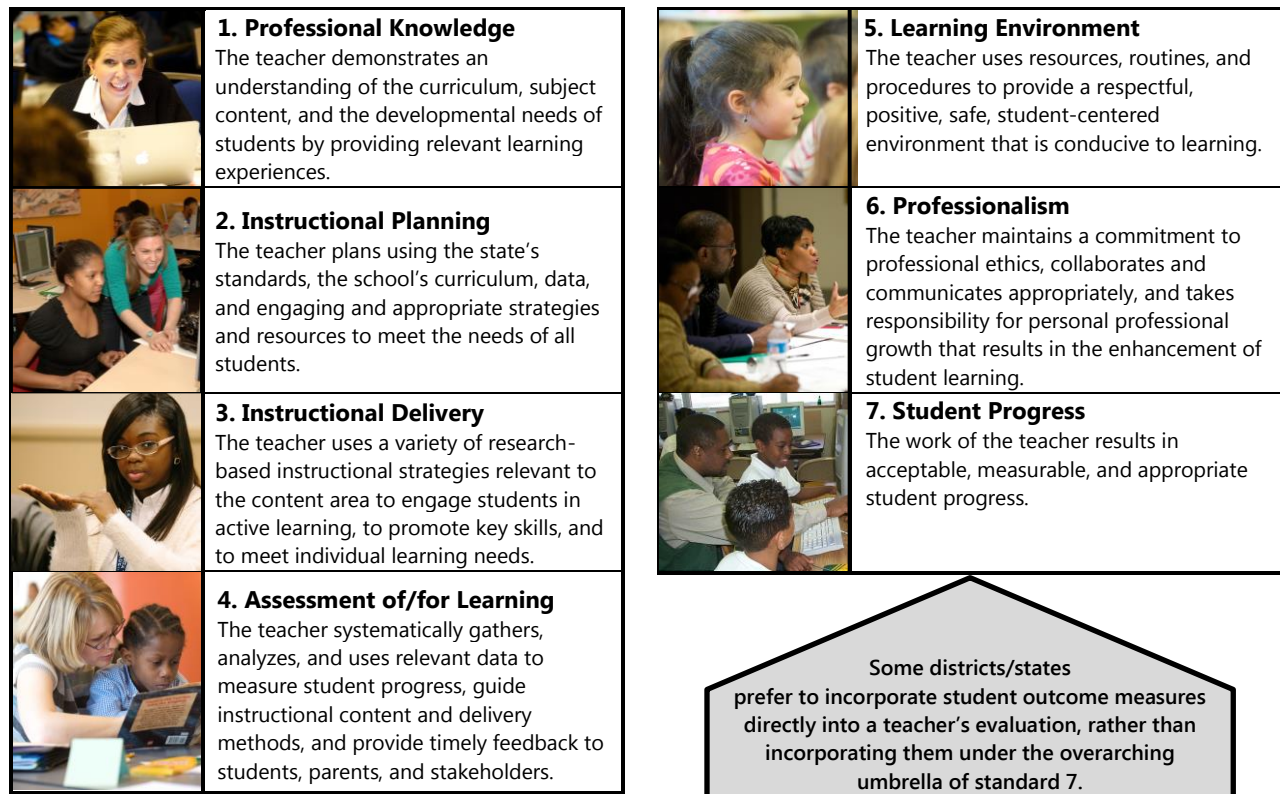 1. Professional Knowledge
The teacher demonstrates an
understanding of the curriculum, subject
content, and the developmental needs of
students by providing relevant learning
experiences.
2. Instructional Planning
The teacher plans using the state’s
standards, the school’s curriculum, data,
and engaging and appropriate strategies
and resources to meet the needs of all
students.
3. Instructional Delivery
The teacher uses a variety of research-
based instructional strategies relevant to
the content area to engage students in
active learning, to promote key skills, and
to meet individual learning needs.
4. Assessment of/for Learning
The teacher systematically gathers,
analyzes, and uses relevant data to
measure student progress, guide
instructional content and delivery
methods, and provide timely feedback to
students, parents, and stakeholders.
5. Learning Environment
The teacher uses resources, routines, and
procedures to provide a respectful,
positive, safe, student-centered
environment that is conducive to learning.
6. Professionalism
The teacher maintains a commitment to
professional ethics, collaborates and
communicates appropriately, and takes
responsibility for personal professional
growth that results in the enhancement of
student learning.
7. Student Progress
The work of the teacher results in
acceptable, measurable, and appropriate
student progress.
Some districts/states
prefer to incorporate student outcome measures
directly into a teacher’s evaluation, rather than
incorporating them under the overarching
umbrella of standard 7.